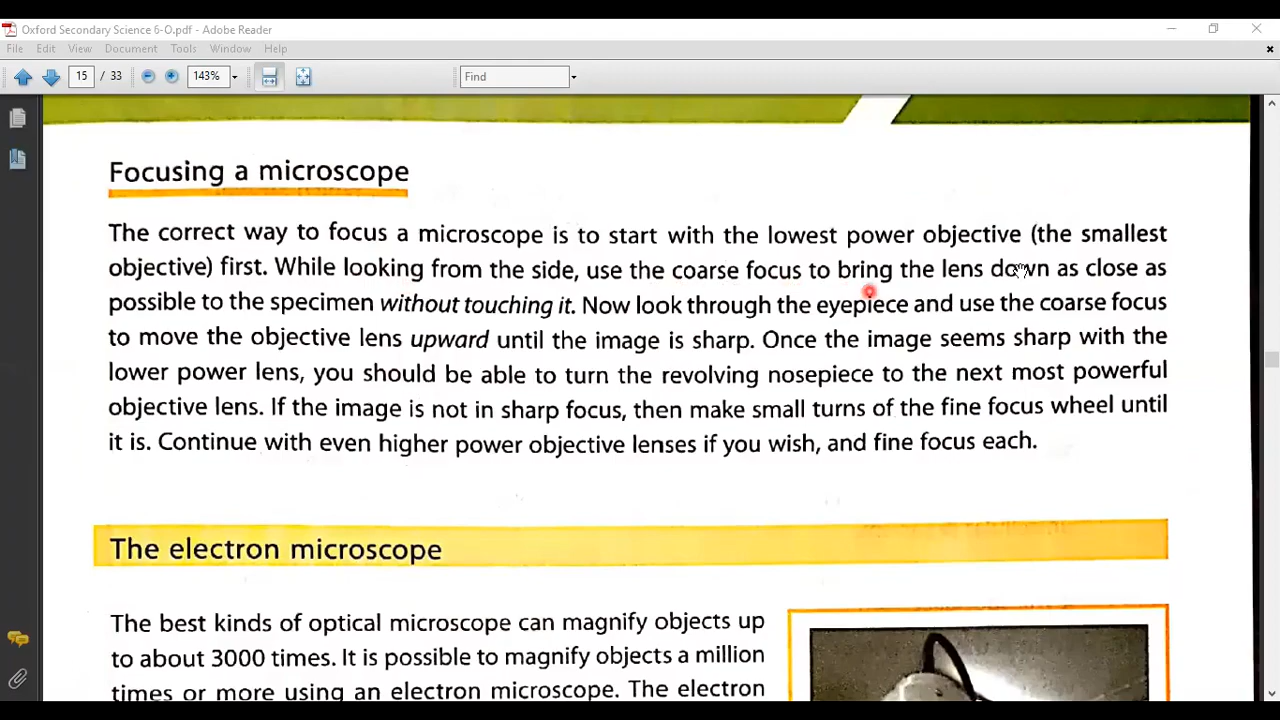 Oxford Secondary Science 6-O.pdf - Adobe Reader
File Edit View Document Tools Window Help
15 / 33 143% Find
Focusing a microscope
The correct way to focus a microscope is to start with the lowest power objective (the smallest
objective) first. While looking from the side, use the coarse focus to bring the lens down as close as
possible to the specimen without touching it. Now look through the eyepiece and use the coarse focus
to move the objective lens upward until the image is sharp. Once the image seems sharp with the
lower power lens, you should be able to turn the revolving nosepiece to the next most powerful
objective lens. If the image is not in sharp focus, then make small turns of the fine focus wheel until
it is. Continue with even higher power objective lenses if you wish, and fine focus each.
The electron microscope
The best kinds of optical microscope can magnify objects up
to about 3000 times. It is possible to magnify objects a million
times or more using an electron microscope. The electron